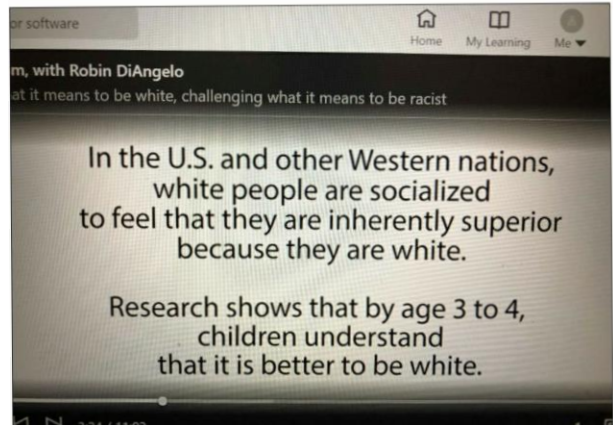 or software
Home
My Learning
Me
m, with Robin DiAngelo
at it means to be white, challenging what it means to be racist
In the U.S. and other Western nations,
white people are socialized
to feel that they are inherently superior
because they are white.
Research shows that by age 3 to 4,
children understand
that it is better to be white.